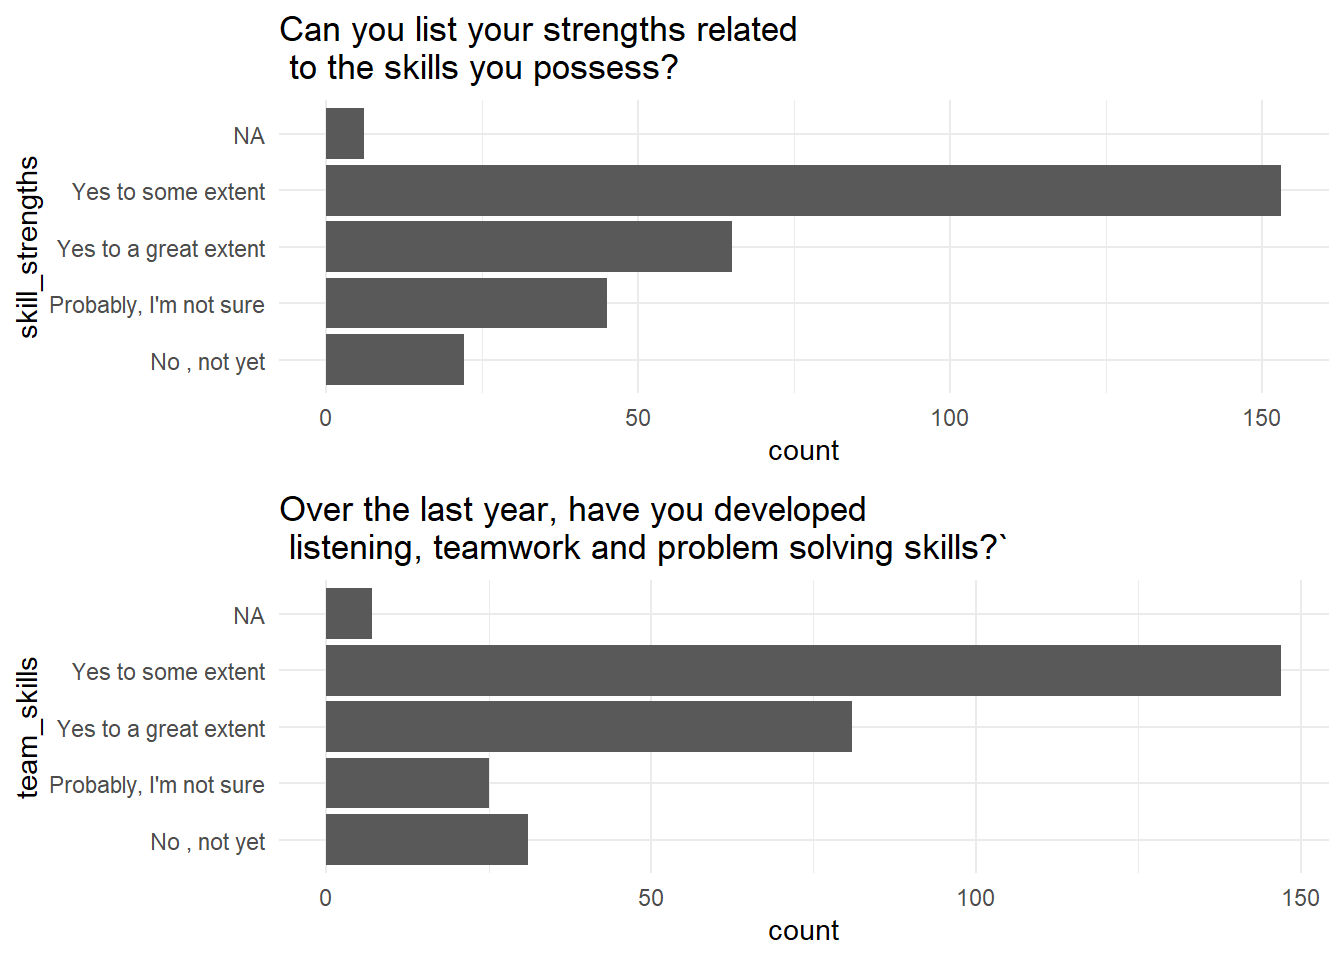 Can you list your strengths related
to the skills you possess?
skill_strengths
NA
Yes to some extent
Yes to a great extent
Probably, I'm not sure
No , not yet
0 50 100 150
count
Over the last year, have you developed
listening, teamwork and problem solving skills?`
team_skills
NA
Yes to some extent
Yes to a great extent
Probably, I'm not sure
No , not yet
0 50 100 150
count